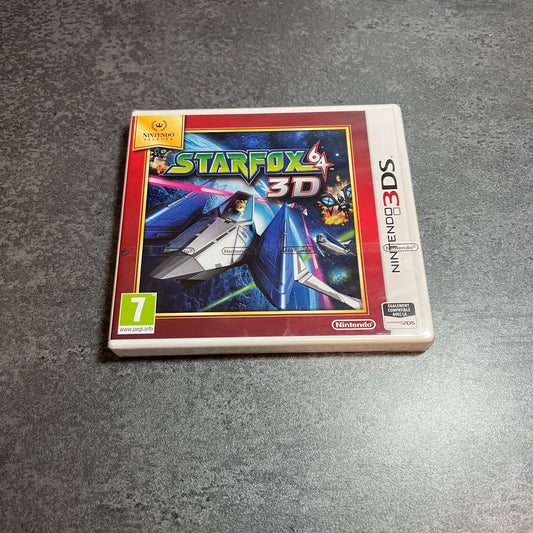 NINTENDO
SELECTS
STARFOX 64
3D
NINTENDO 3DS
Nintendo®
Nintendo®
7
www.pegi.info
Nintendo
ÉGALEMENT
COMPATIBLE
AVEC LA
NINTENDO 2DS